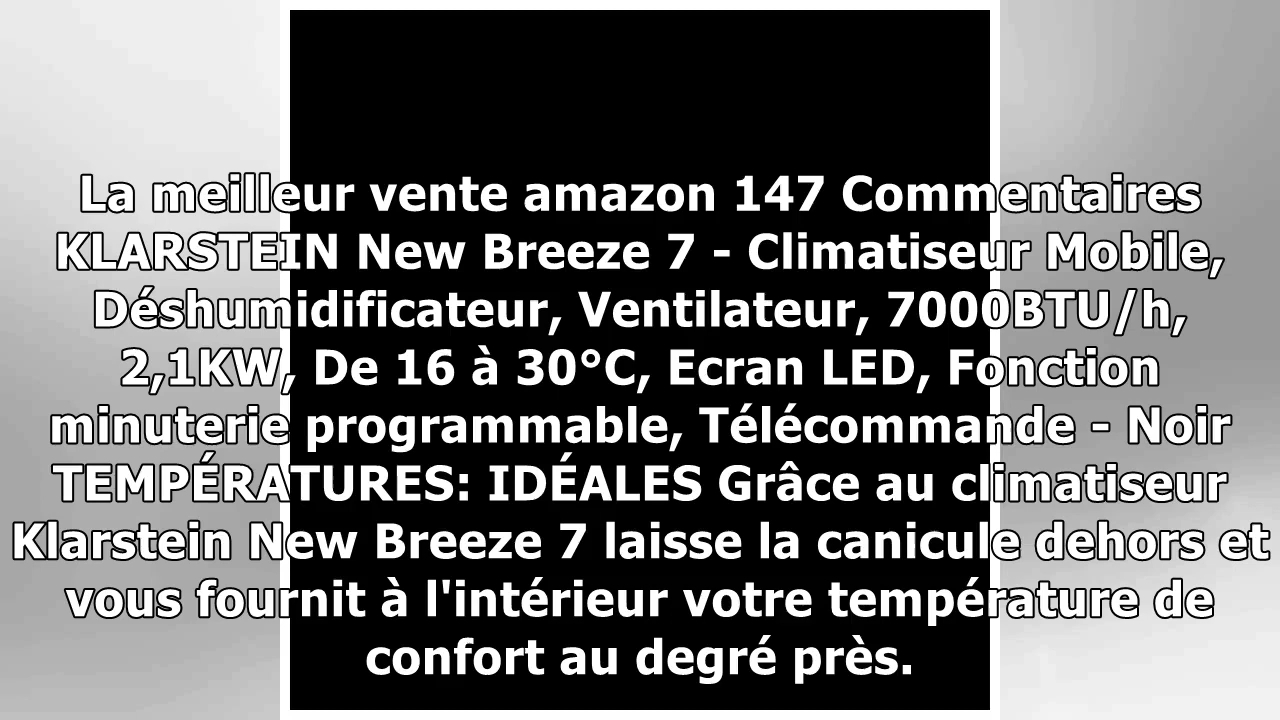 La meilleur vente amazon 147 Commentaires
KLARSTEIN New Breeze 7 - Climatiseur Mobile,
Déshumidificateur, Ventilateur, 7000BTU/h,
2,1KW, De 16 à 30°C, Ecran LED, Fonction
minuterie programmable, Télécommande - Noir
TEMPÉRATURES: IDÉALES Grâce au climatiseur
Klarstein New Breeze 7 laisse la canicule dehors et
vous fournit à l'intérieur votre température de
confort au degré près.